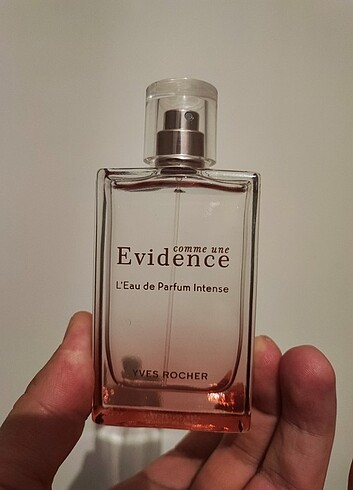 comme une
Evidence
L'Eau de Parfum Intense
YVES ROCHER